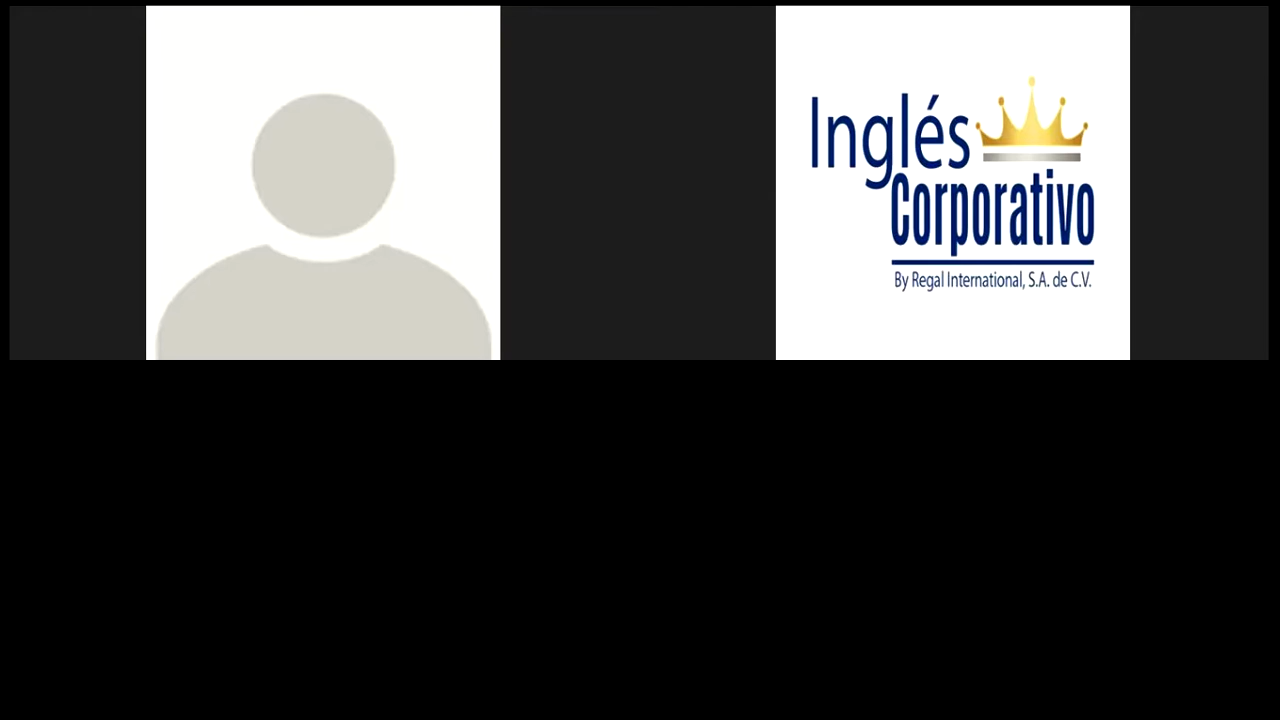 Inglés
Corporativo
By Regal International, S.A. de C.V.